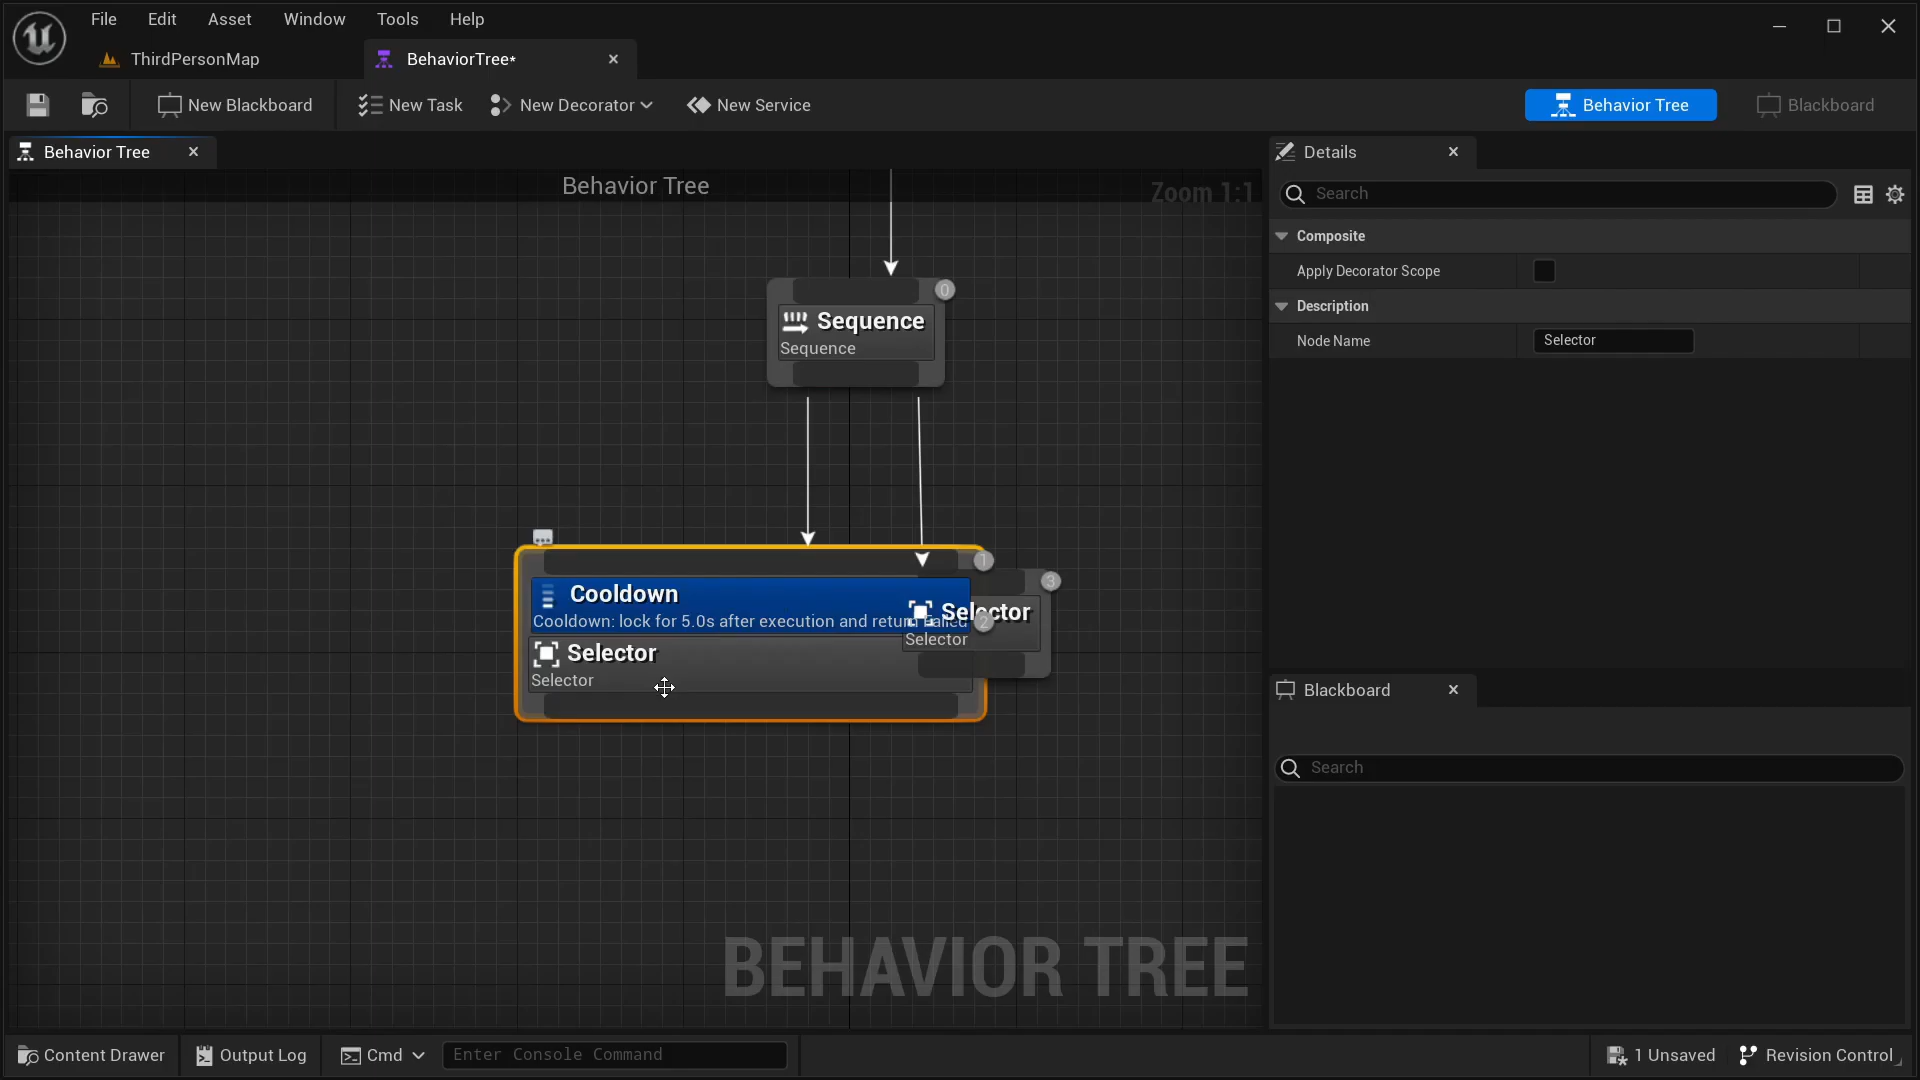 File Edit Asset Window Tools Help
ThirdPersonMap
BehaviorTree*
New Blackboard New Task New Decorator New Service
Behavior Tree Blackboard
Behavior Tree
Behavior Tree
Zoom 1:1
0
Sequence
Sequence
1
Cooldown
Cooldown: lock for 5.0s after execution and return Failed
2
Selector
Selector
3
Selector
Selector
BEHAVIOR TREE
Details
Search
Composite
Apply Decorator Scope
Description
Node Name Selector
Blackboard
Search
Content Drawer Output Log Cmd Enter Console Command 1 Unsaved Revision Control